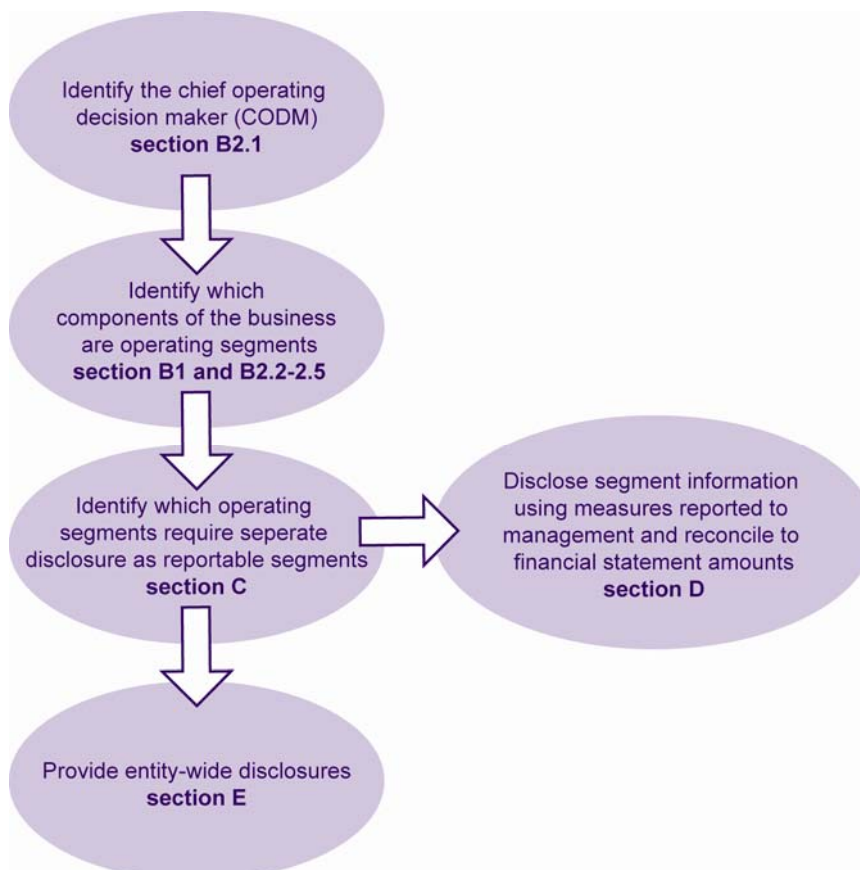 Identify the chief operating
decision maker (CODM)
section B2.1
Identify which
components of the business
are operating segments
section B1 and B2.2-2.5
Identify which operating
segments require seperate
disclosure as reportable segments
section C
Disclose segment information
using measures reported to
management and reconcile to
financial statement amounts
section D
Provide entity-wide disclosures
section E